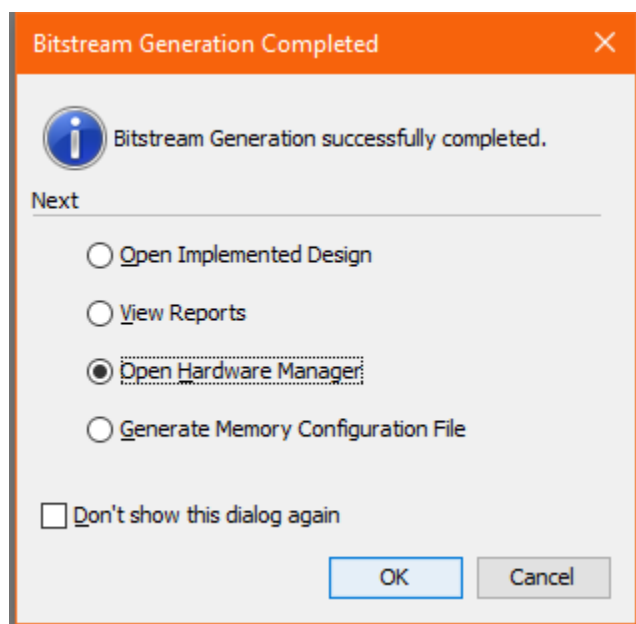 Bitstream Generation Completed
Bitstream Generation successfully completed.
Next
Open Implemented Design
View Reports
Open Hardware Manager
Generate Memory Configuration File
Don't show this dialog again
OK
Cancel